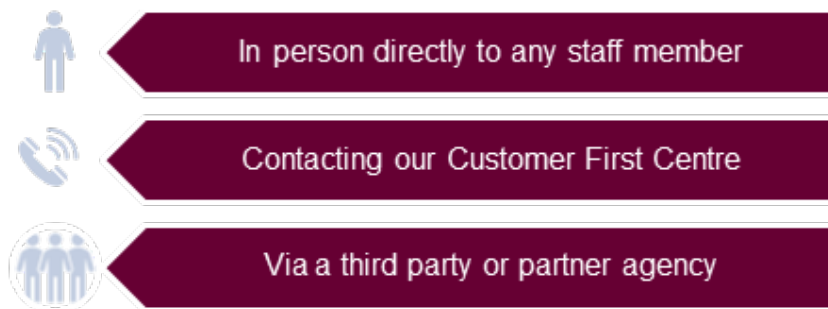 In person directly to any staff member
Contacting our Customer First Centre
Via a third party or partner agency